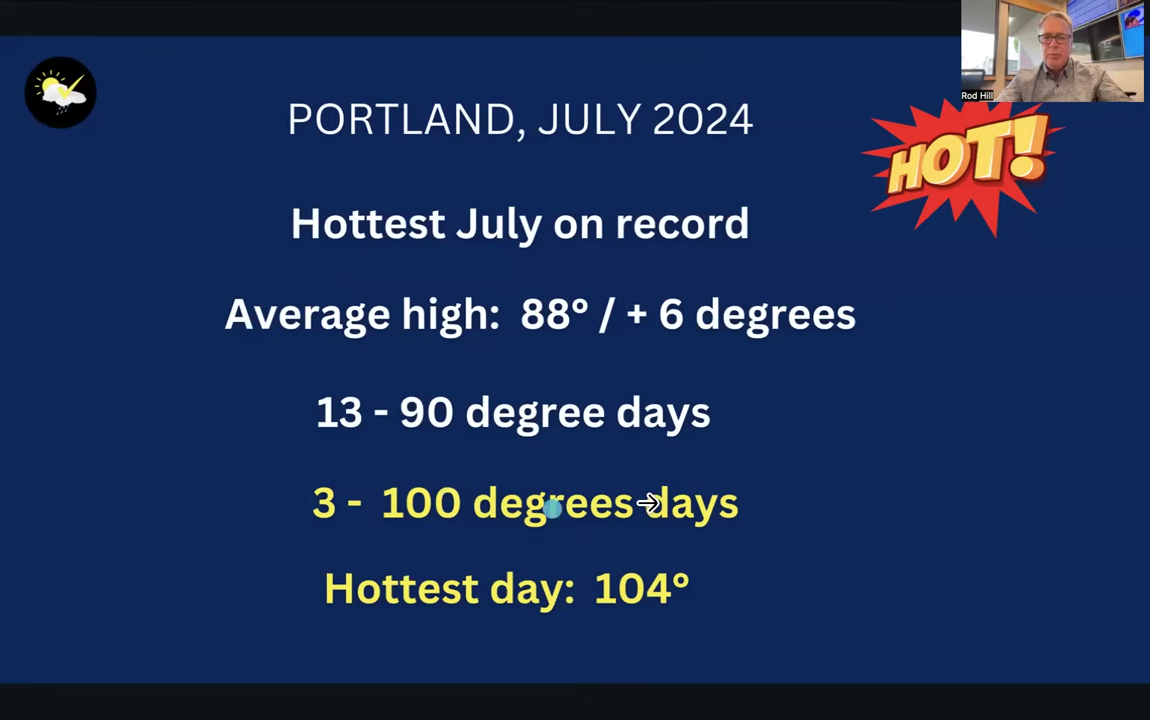 Rod Hill
PORTLAND, JULY 2024
HOT!
Hottest July on record
Average high: 88° / + 6 degrees
13 - 90 degree days
3 - 100 degrees days
Hottest day: 104°